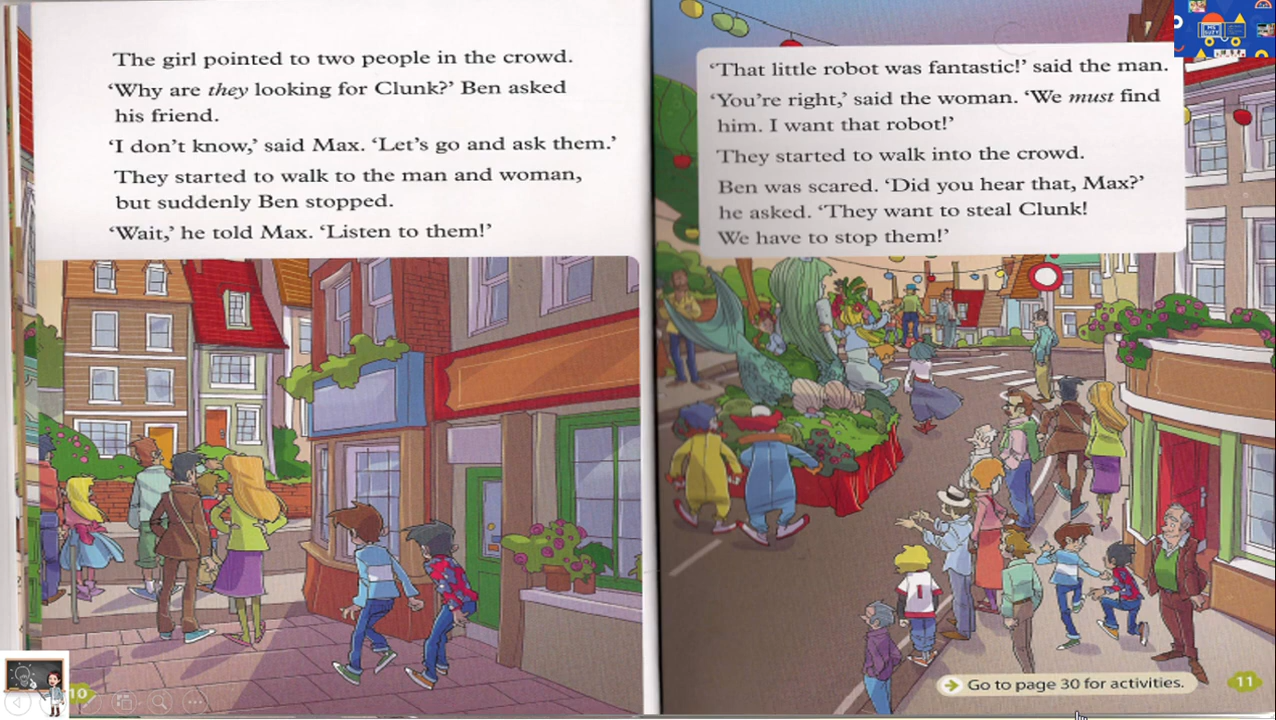 The girl pointed to two people in the crowd.
‘Why are they looking for Clunk?’ Ben asked
his friend.
‘I don’t know,’ said Max. ‘Let’s go and ask them.’
They started to walk to the man and woman,
but suddenly Ben stopped.
‘Wait,’ he told Max. ‘Listen to them!’
10
‘That little robot was fantastic!’ said the man.
‘You’re right,’ said the woman. ‘We must find
him. I want that robot!’
They started to walk into the crowd.
Ben was scared. ‘Did you hear that, Max?’
he asked. ‘They want to steal Clunk!
We have to stop them!’
1
Go to page 30 for activities.
11